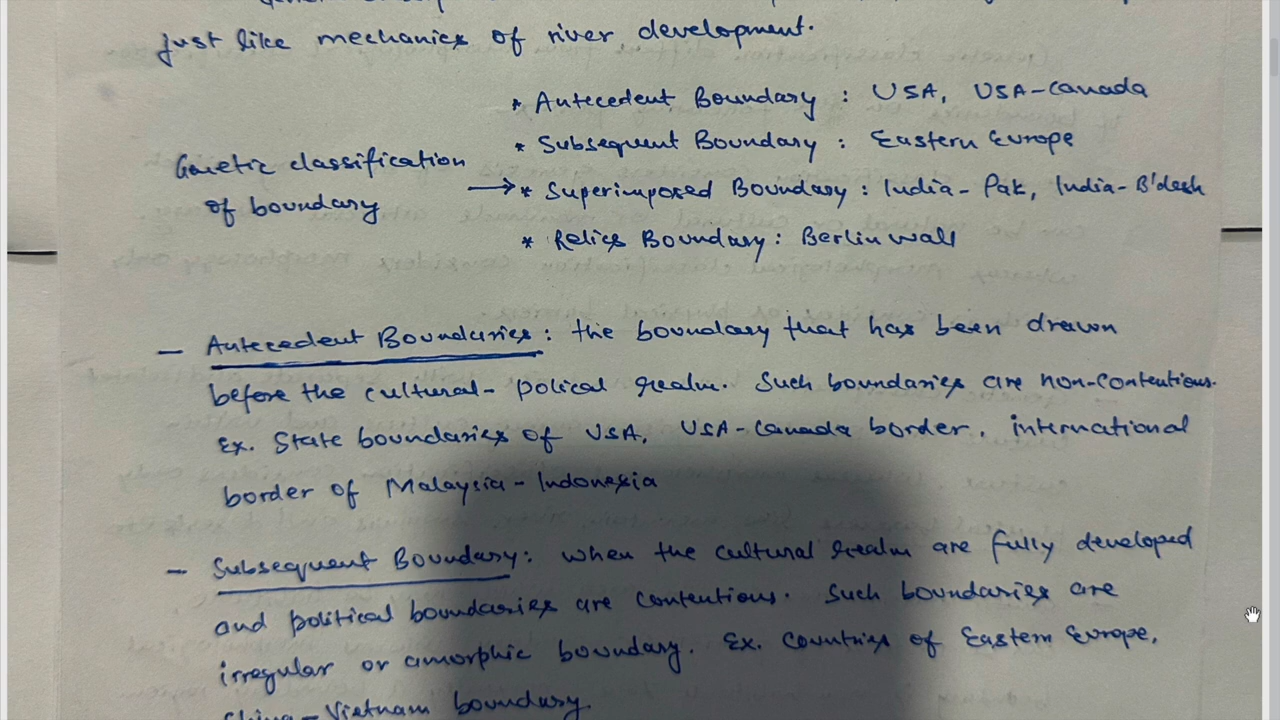 just like mechanics of river development.
* Antecedent Boundary : USA, USA-Canada
* Subsequent Boundary : Eastern Europe
Genetic classification
of boundary
→ * Superimposed Boundary : India- Pak, India-B'desh
* Relics Boundary : Berlin wall
- Antecedent Boundaries : the boundary that has been drawn
before the cultural- polical realm. Such boundaries are non-contentious.
Ex. State boundaries of USA, USA-Canada border, international
border of Malaysia-Indonesia
- Subsequent Boundary : when the cultural realm are fully developed
and political boundaries are contentious. Such boundaries are
irregular or amorphic boundary. Ex. Countries of Eastern Europe,
China-Vietnam boundary